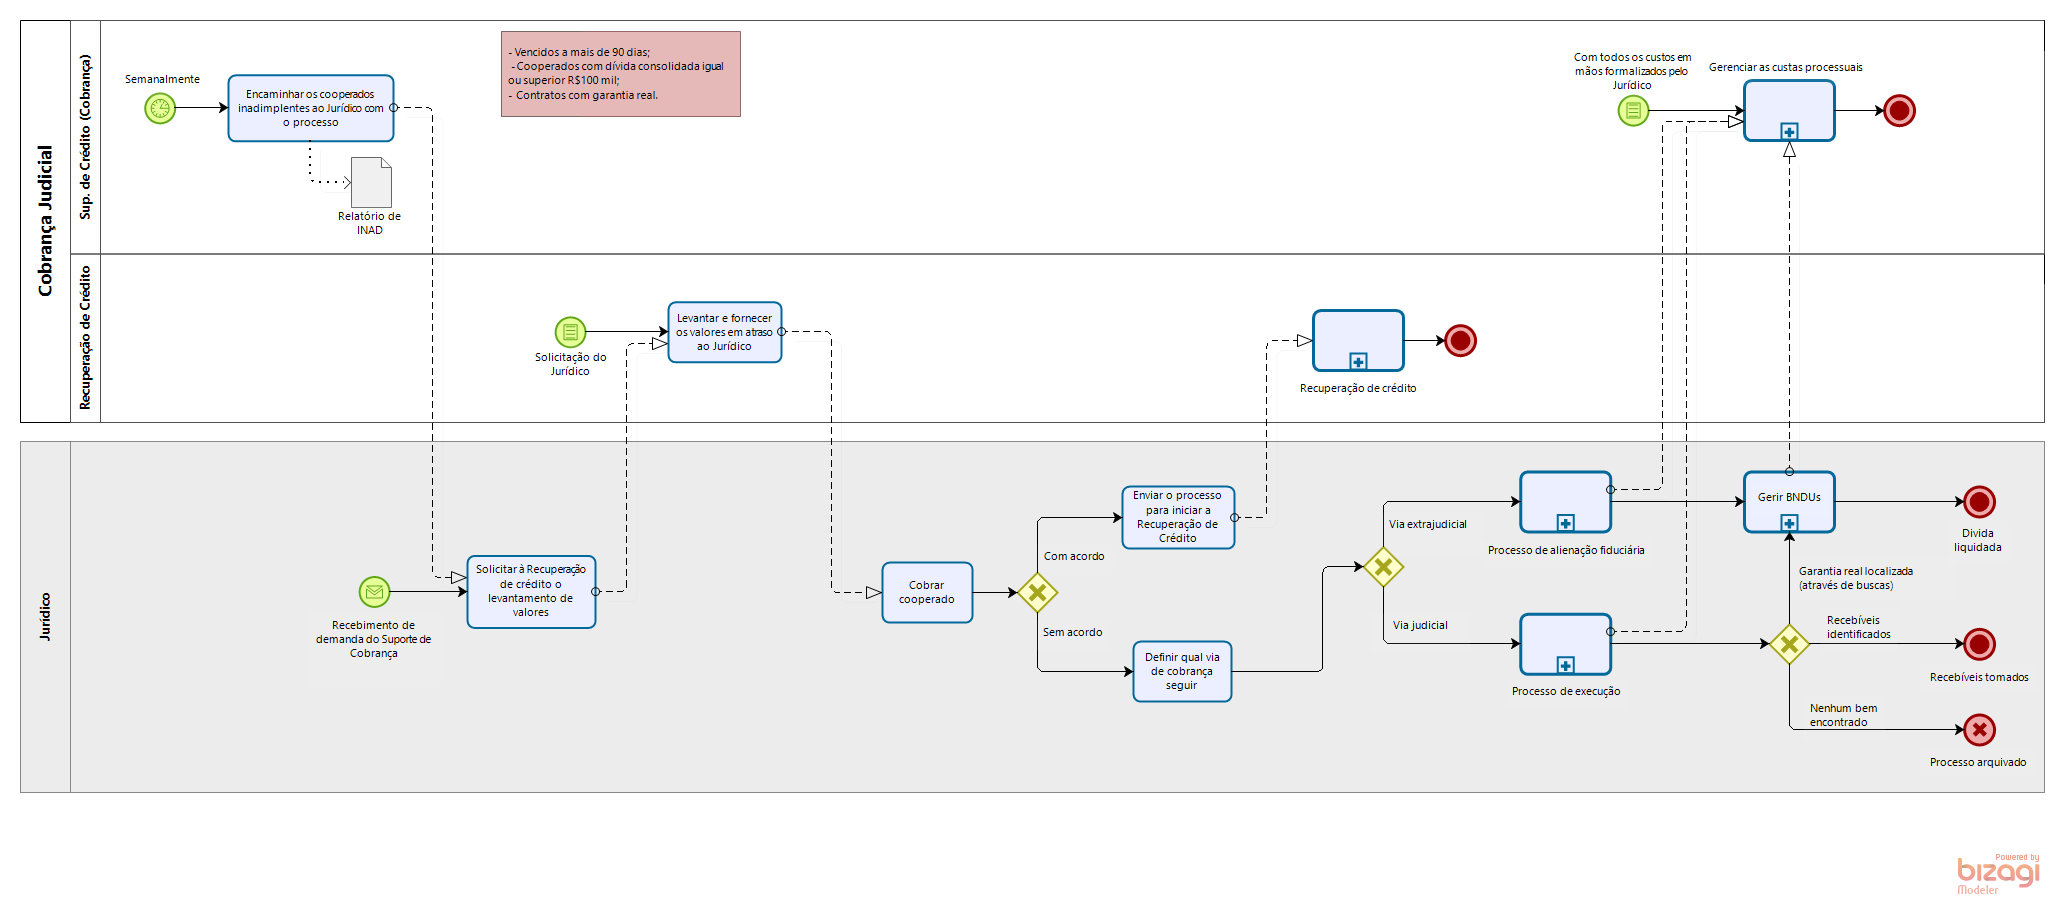 Cobrança Judicial
Sup. de Crédito (Cobrança)
Semanalmente
Encaminhar os cooperados
inadimplentes ao Jurídico com
o processo
Relatório de
INAD
- Vencidos a mais de 90 dias;
- Cooperados com dívida consolidada igual
ou superior R$100 mil;
- Contratos com garantia real.
Com todos os custos em
mãos formalizados pelo
Jurídico
Gerenciar as custas processuais
Recuperação de Crédito
Solicitação do
Jurídico
Levantar e fornecer
os valores em atraso
ao Jurídico
Recuperação de crédito
Jurídico
Recebimento de
demanda do Suporte de
Cobrança
Solicitar à Recuperação
de crédito o
levantamento de
valores
Cobrar
cooperado
Com acordo
Sem acordo
Enviar o processo
para iniciar a
Recuperação de
Crédito
Definir qual via
de cobrança
seguir
Via extrajudicial
Via judicial
Processo de alienação fiduciária
Processo de execução
Gerir BNDUs
Garantia real localizada
(através de buscas)
Recebíveis
identificados
Nenhum bem
encontrado
Divida
liquidada
Recebíveis tomados
Processo arquivado
Powered by
bizagi
Modeler